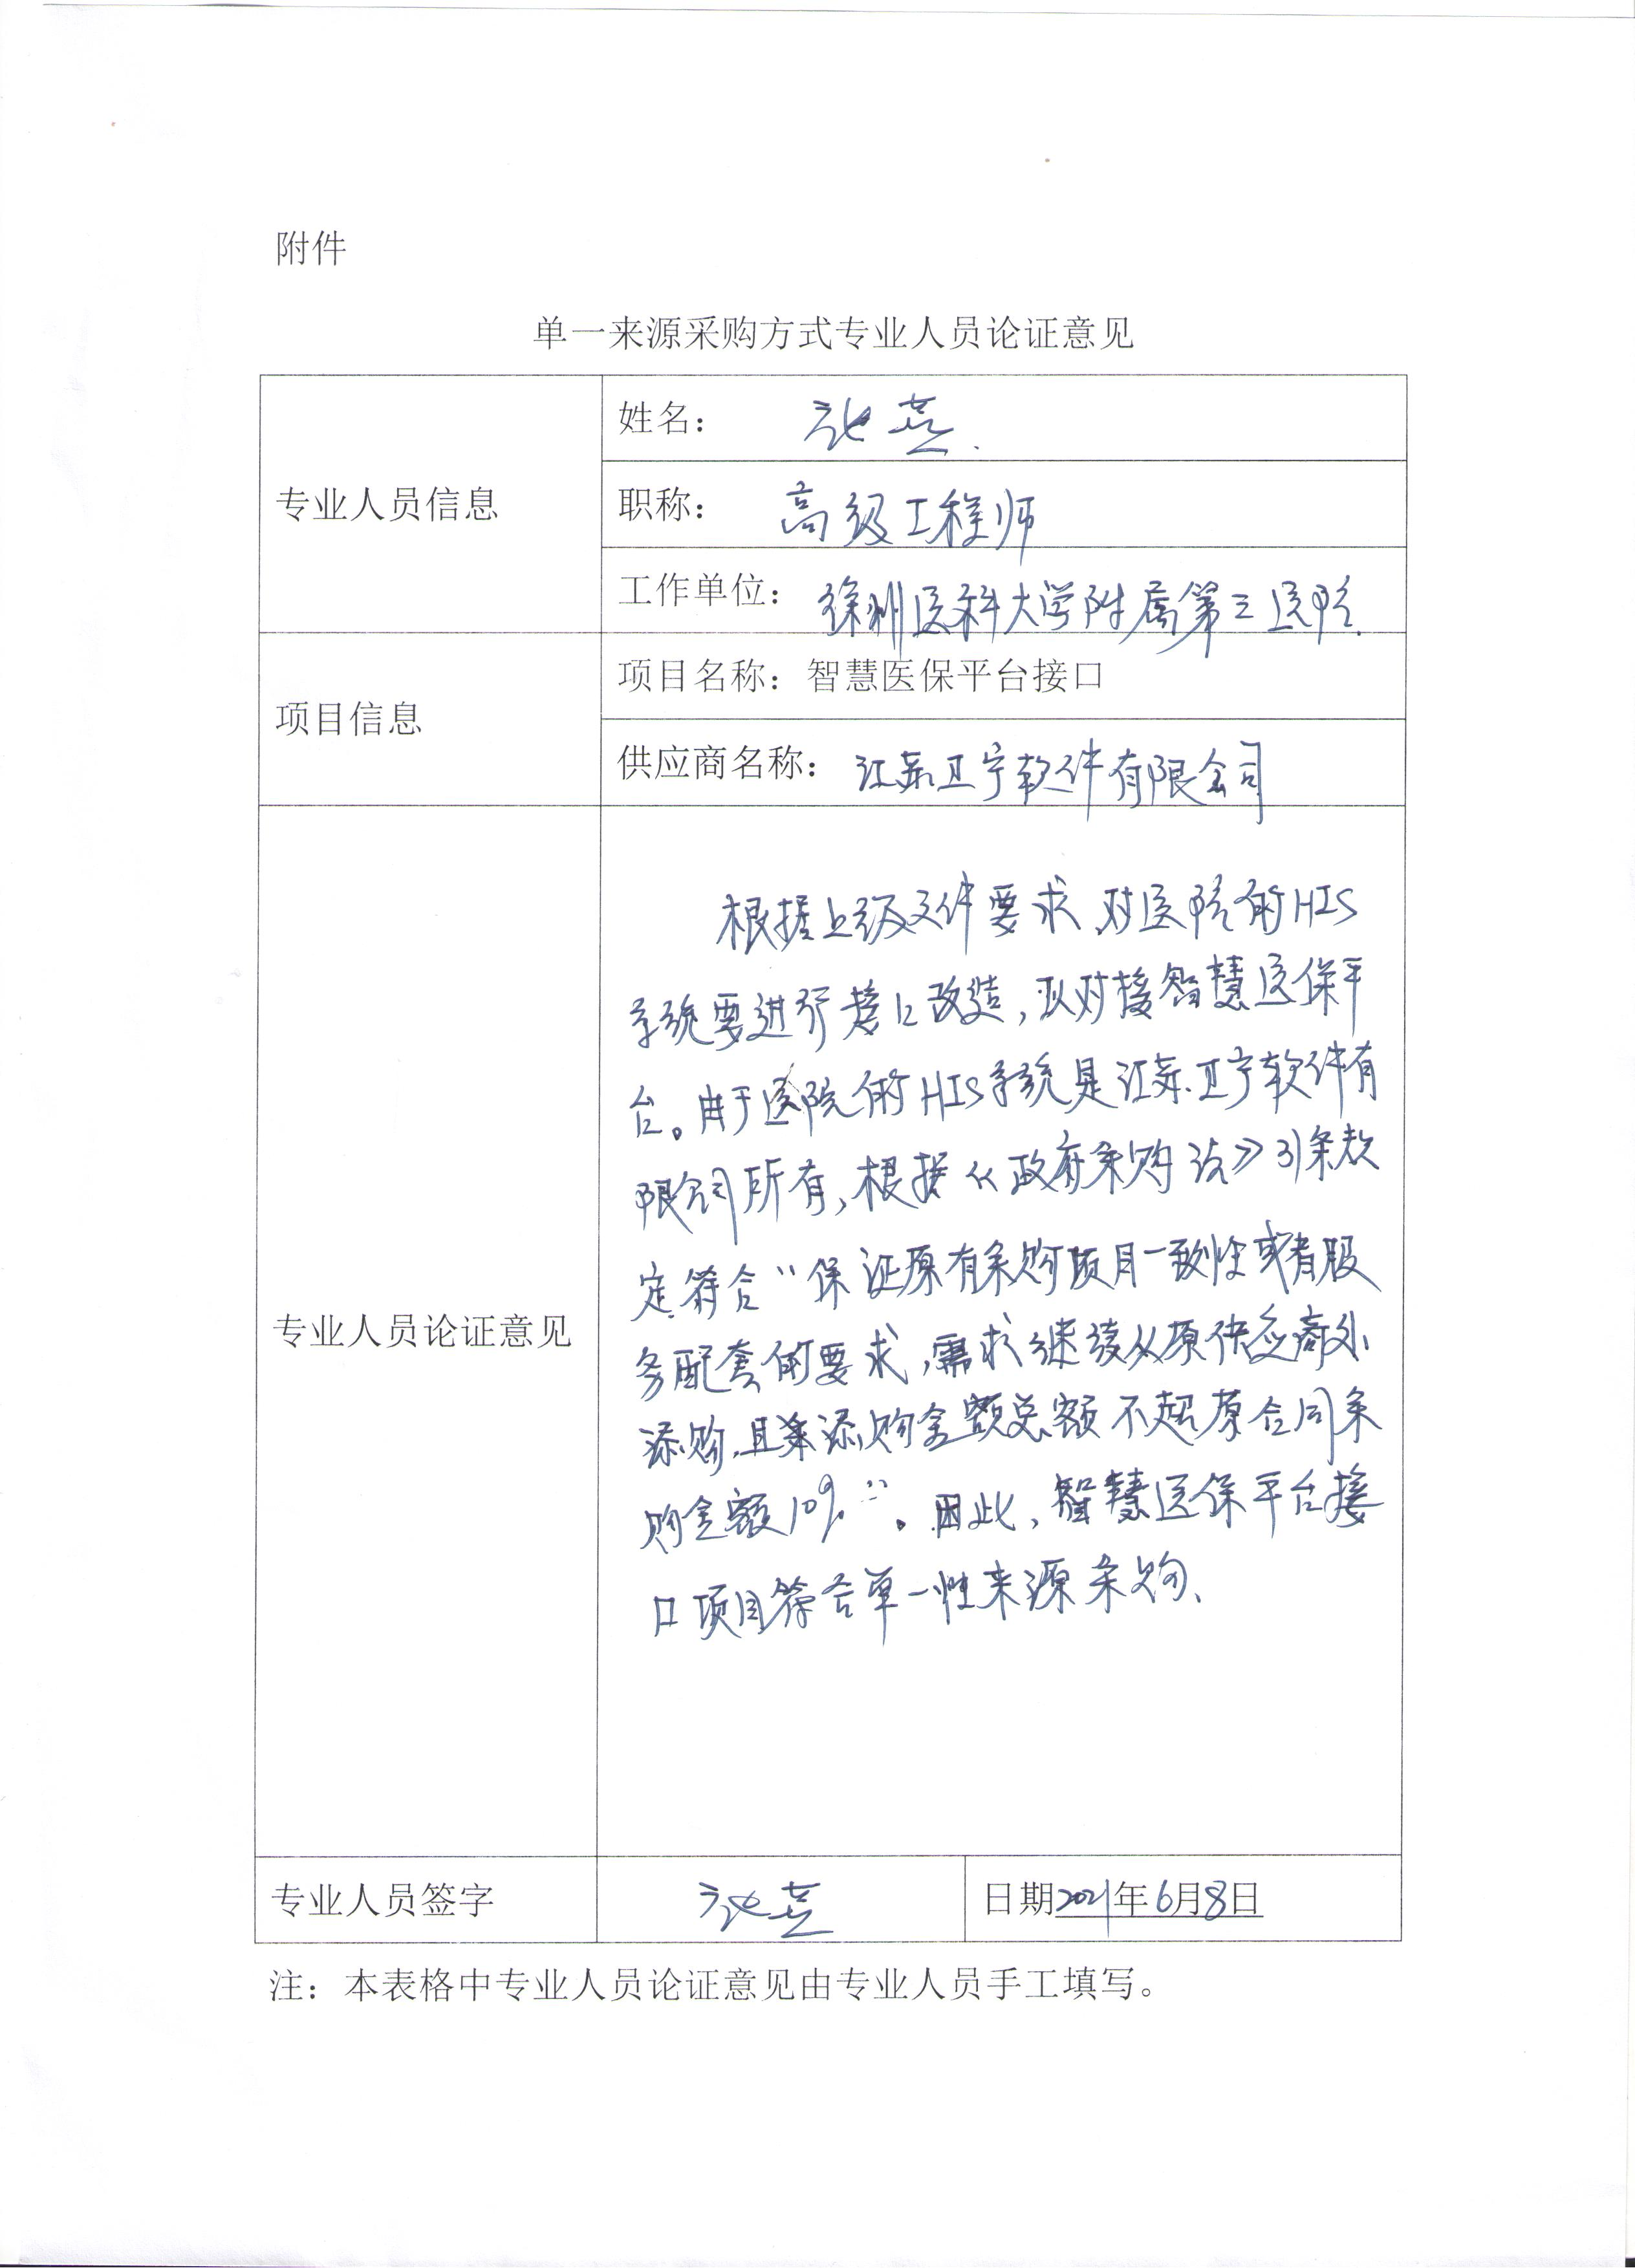 附件
单一来源采购方式专业人员论证意见
专业人员信息
姓名：
职称： 高级工程师
工作单位： 徐州医科大学附属第三医院.
项目信息
项目名称：智慧医保平台接口
供应商名称： 江苏卫宁软件有限公司
专业人员论证意见
根据上级文件要求,对医院的HIS
系统要进行接口改造,以对接智慧医保平
台。由于医院的HIS系统是江苏卫宁软件有
限公司所有,根据《政府采购法》31条款
定符合“保证原有采购项目一致性或者服
务配套的要求,需求继续从原供应商处
添购,且添购金额总额不超原合同采
购金额10%”。因此,智慧医保平台接
口项目符合单一性来源采购、
专业人员签字
日期2021年6月8日
注：本表格中专业人员论证意见由专业人员手工填写。